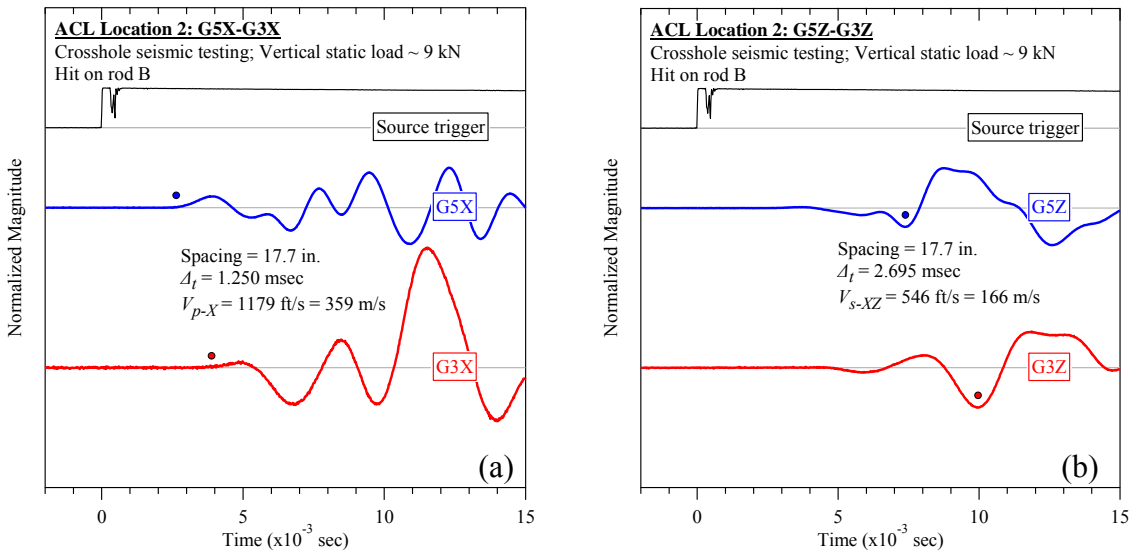 ACL Location 2: G5X-G3X
Crosshole seismic testing; Vertical static load ~ 9 kN
Hit on rod B
Source trigger
G5X
Spacing = 17.7 in.
Δt = 1.250 msec
Vp-X = 1179 ft/s = 359 m/s
G3X
(a)
Normalized Magnitude
0 5 10 15
Time (x10⁻³ sec)
ACL Location 2: G5Z-G3Z
Crosshole seismic testing; Vertical static load ~ 9 kN
Hit on rod B
Source trigger
G5Z
Spacing = 17.7 in.
Δt = 2.695 msec
Vs-XZ = 546 ft/s = 166 m/s
G3Z
(b)
Normalized Magnitude
0 5 10 15
Time (x10⁻³ sec)